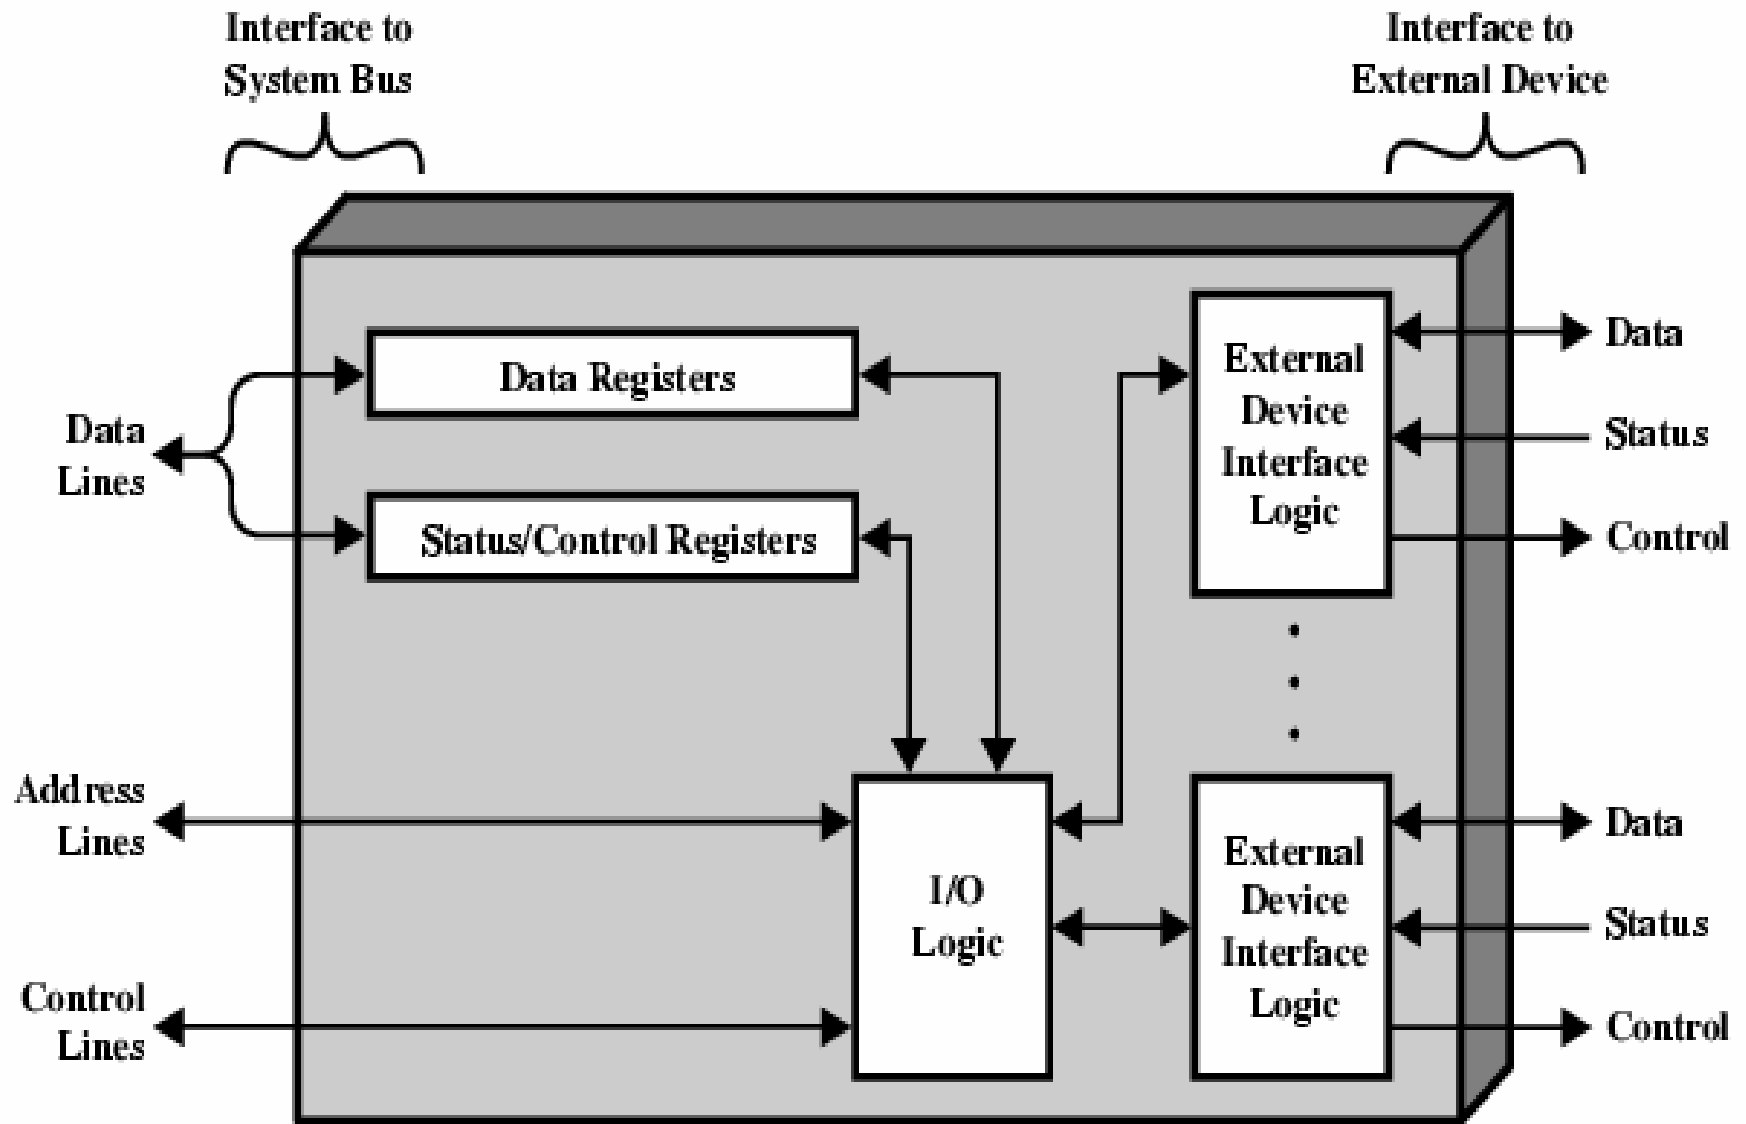 Interface to
System Bus
Interface to
External Device
Data Registers
Status/Control Registers
Data
Lines
Address
Lines
Control
Lines
I/O
Logic
External
Device
Interface
Logic
Data
Status
Control
External
Device
Interface
Logic
Data
Status
Control